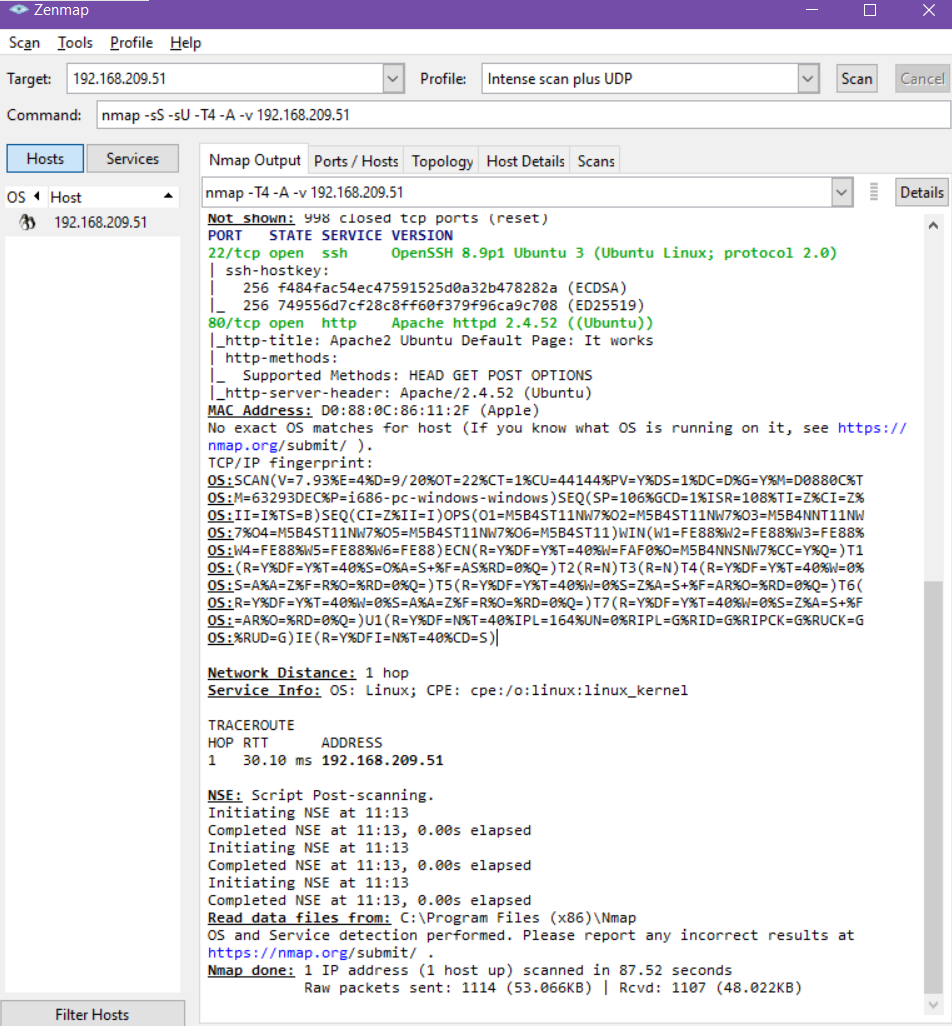 Zenmap
Scan Tools Profile Help
Target: 192.168.209.51 Profile: Intense scan plus UDP Scan Cancel
Command: nmap -sS -sU -T4 -A -v 192.168.209.51
Hosts Services
Nmap Output Ports / Hosts Topology Host Details Scans
OS Host
nmap -T4 -A -v 192.168.209.51 Details
192.168.209.51
Not shown: 998 closed tcp ports (reset)
PORT   STATE SERVICE VERSION
22/tcp open  ssh     OpenSSH 8.9p1 Ubuntu 3 (Ubuntu Linux; protocol 2.0)
| ssh-hostkey:
|   256 f484fac54ec47591525d0a32b478282a (ECDSA)
|_  256 749556d7cf28c8ff60f379f96ca9c708 (ED25519)
80/tcp open  http    Apache httpd 2.4.52 ((Ubuntu))
|_http-title: Apache2 Ubuntu Default Page: It works
| http-methods:
|_  Supported Methods: HEAD GET POST OPTIONS
|_http-server-header: Apache/2.4.52 (Ubuntu)
MAC Address: D0:88:0C:86:11:2F (Apple)
No exact OS matches for host (If you know what OS is running on it, see https://
nmap.org/submit/ ).
TCP/IP fingerprint:
OS:SCAN(V=7.93%E=4%D=9/20%OT=22%CT=1%CU=44144%PV=Y%DS=1%DC=D%G=Y%M=D0880C%T
OS:M=63293DEC%P=i686-pc-windows-windows)SEQ(SP=106%GCD=1%ISR=108%TI=Z%CI=Z%
OS:II=I%TS=B)SEQ(CI=Z%II=I)OPS(O1=M5B4ST11NW7%O2=M5B4ST11NW7%O3=M5B4NNT11NW
OS:7%O4=M5B4ST11NW7%O5=M5B4ST11NW7%O6=M5B4ST11)WIN(W1=FE88%W2=FE88%W3=FE88%
OS:W4=FE88%W5=FE88%W6=FE88)ECN(R=Y%DF=Y%T=40%W=FAF0%O=M5B4NNSNW7%CC=Y%Q=)T1
OS:(R=Y%DF=Y%T=40%S=O%A=S+%F=AS%RD=0%Q=)T2(R=N)T3(R=N)T4(R=Y%DF=Y%T=40%W=0%
OS:S=A%A=Z%F=R%O=%RD=0%Q=)T5(R=Y%DF=Y%T=40%W=0%S=Z%A=S+%F=AR%O=%RD=0%Q=)T6(
OS:R=Y%DF=Y%T=40%W=0%S=A%A=Z%F=R%O=%RD=0%Q=)T7(R=Y%DF=Y%T=40%W=0%S=Z%A=S+%F
OS:=AR%O=%RD=0%Q=)U1(R=Y%DF=N%T=40%IPL=164%UN=0%RIPL=G%RID=G%RIPCK=G%RUCK=G
OS:%RUD=G)IE(R=Y%DFI=N%T=40%CD=S)
Network Distance: 1 hop
Service Info: OS: Linux; CPE: cpe:/o:linux:linux_kernel
TRACEROUTE
HOP RTT      ADDRESS
1   30.10 ms 192.168.209.51
NSE: Script Post-scanning.
Initiating NSE at 11:13
Completed NSE at 11:13, 0.00s elapsed
Initiating NSE at 11:13
Completed NSE at 11:13, 0.00s elapsed
Initiating NSE at 11:13
Completed NSE at 11:13, 0.00s elapsed
Read data files from: C:\Program Files (x86)\Nmap
OS and Service detection performed. Please report any incorrect results at
https://nmap.org/submit/ .
Nmap done: 1 IP address (1 host up) scanned in 87.52 seconds
Raw packets sent: 1114 (53.066KB) | Rcvd: 1107 (48.022KB)
Filter Hosts